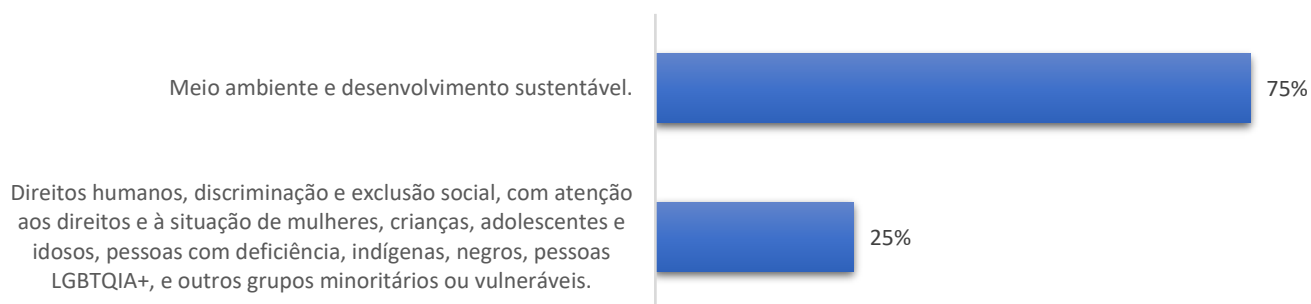 Meio ambiente e desenvolvimento sustentável.
75%
Direitos humanos, discriminação e exclusão social, com atenção
aos direitos e à situação de mulheres, crianças, adolescentes e
idosos, pessoas com deficiência, indígenas, negros, pessoas
LGBTQIA+, e outros grupos minoritários ou vulneráveis.
25%